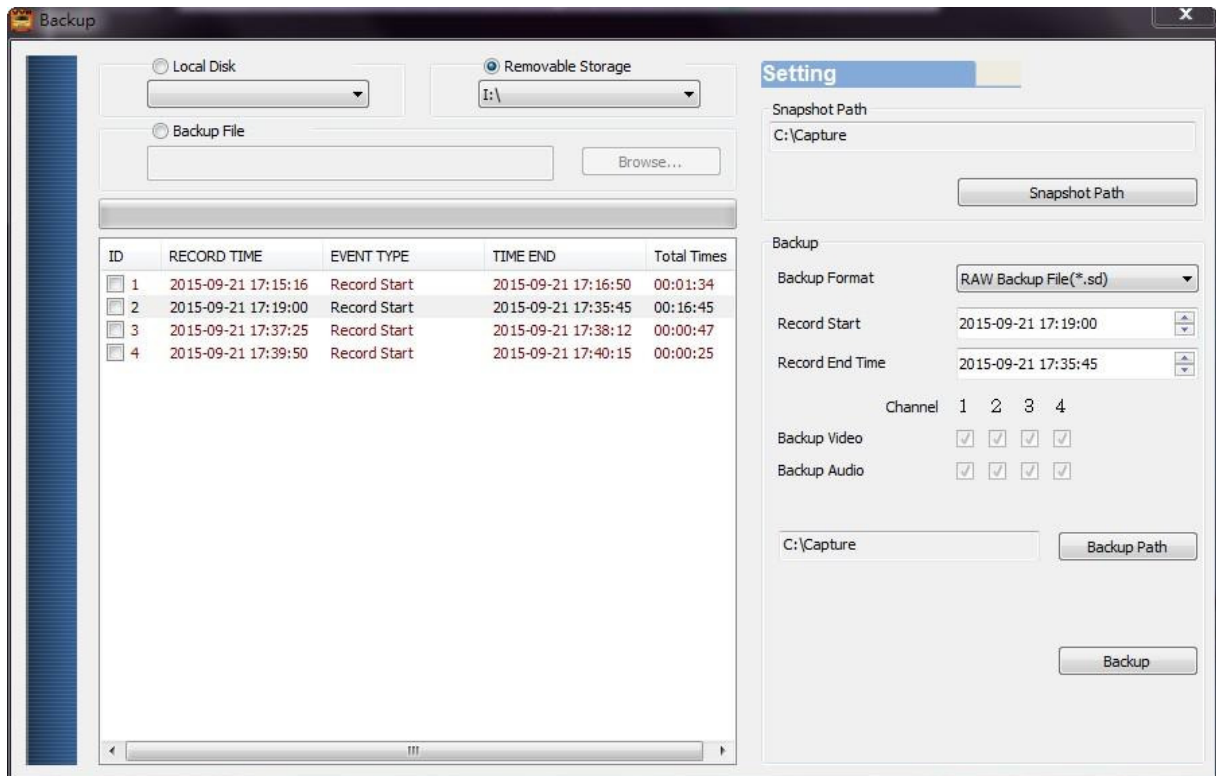 Backup
X
Local Disk
Removable Storage
I:\
Backup File
Browse...
ID RECORD TIME EVENT TYPE TIME END Total Times
1 2015-09-21 17:15:16 Record Start 2015-09-21 17:16:50 00:01:34
2 2015-09-21 17:19:00 Record Start 2015-09-21 17:35:45 00:16:45
3 2015-09-21 17:37:25 Record Start 2015-09-21 17:38:12 00:00:47
4 2015-09-21 17:39:50 Record Start 2015-09-21 17:40:15 00:00:25
Setting
Snapshot Path
C:\Capture
Snapshot Path
Backup
Backup Format RAW Backup File(*.sd)
Record Start 2015-09-21 17:19:00
Record End Time 2015-09-21 17:35:45
Channel 1 2 3 4
Backup Video
Backup Audio
C:\Capture Backup Path
Backup